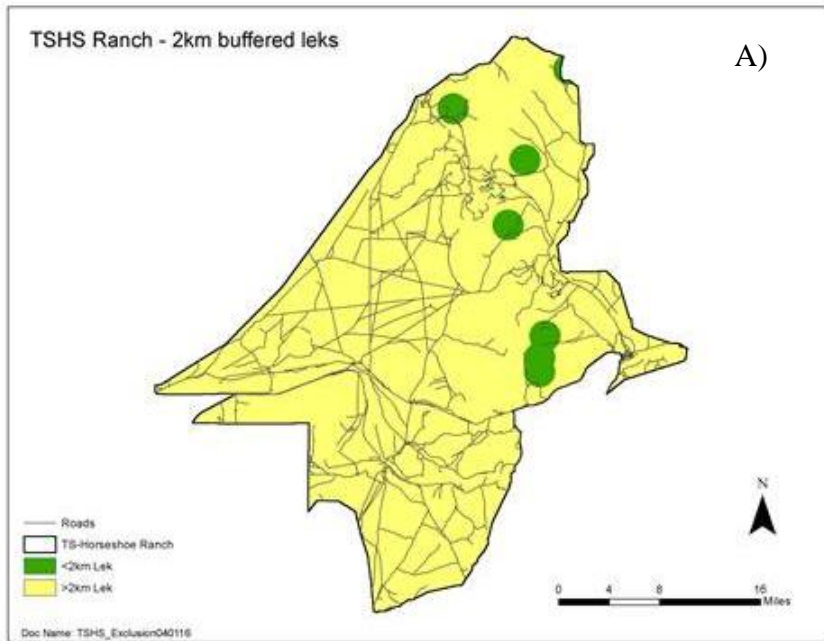 TSHS Ranch - 2km buffered leks
A)
N
Roads
TS-Horseshoe Ranch
<2km Lek
>2km Lek
0 4 8 16
Miles
Doc Name: TSHS_Exclusion040116